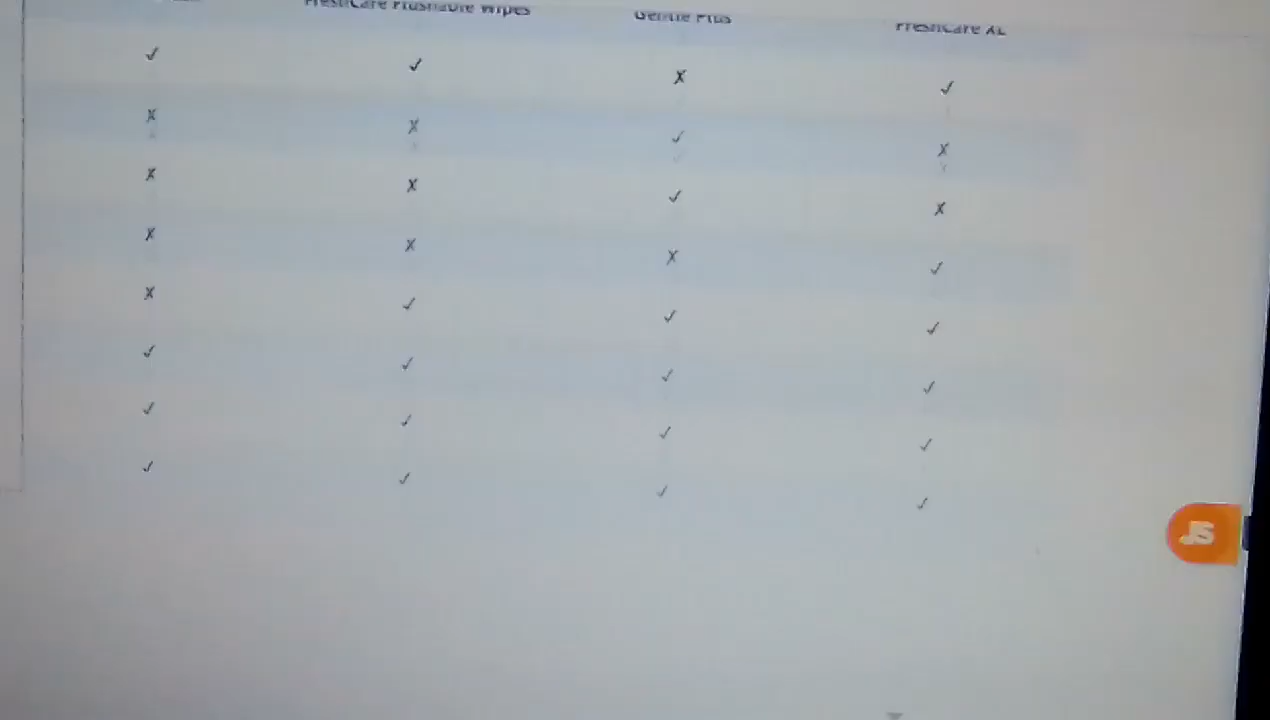 FreshCare Flushable Wipes Gentle Plus FreshCare XL
✓ ✓ X ✓
X X ✓ X
X X ✓ X
X X X ✓
X ✓ ✓ ✓
✓ ✓ ✓ ✓
✓ ✓ ✓ ✓
✓ ✓ ✓ ✓
JS